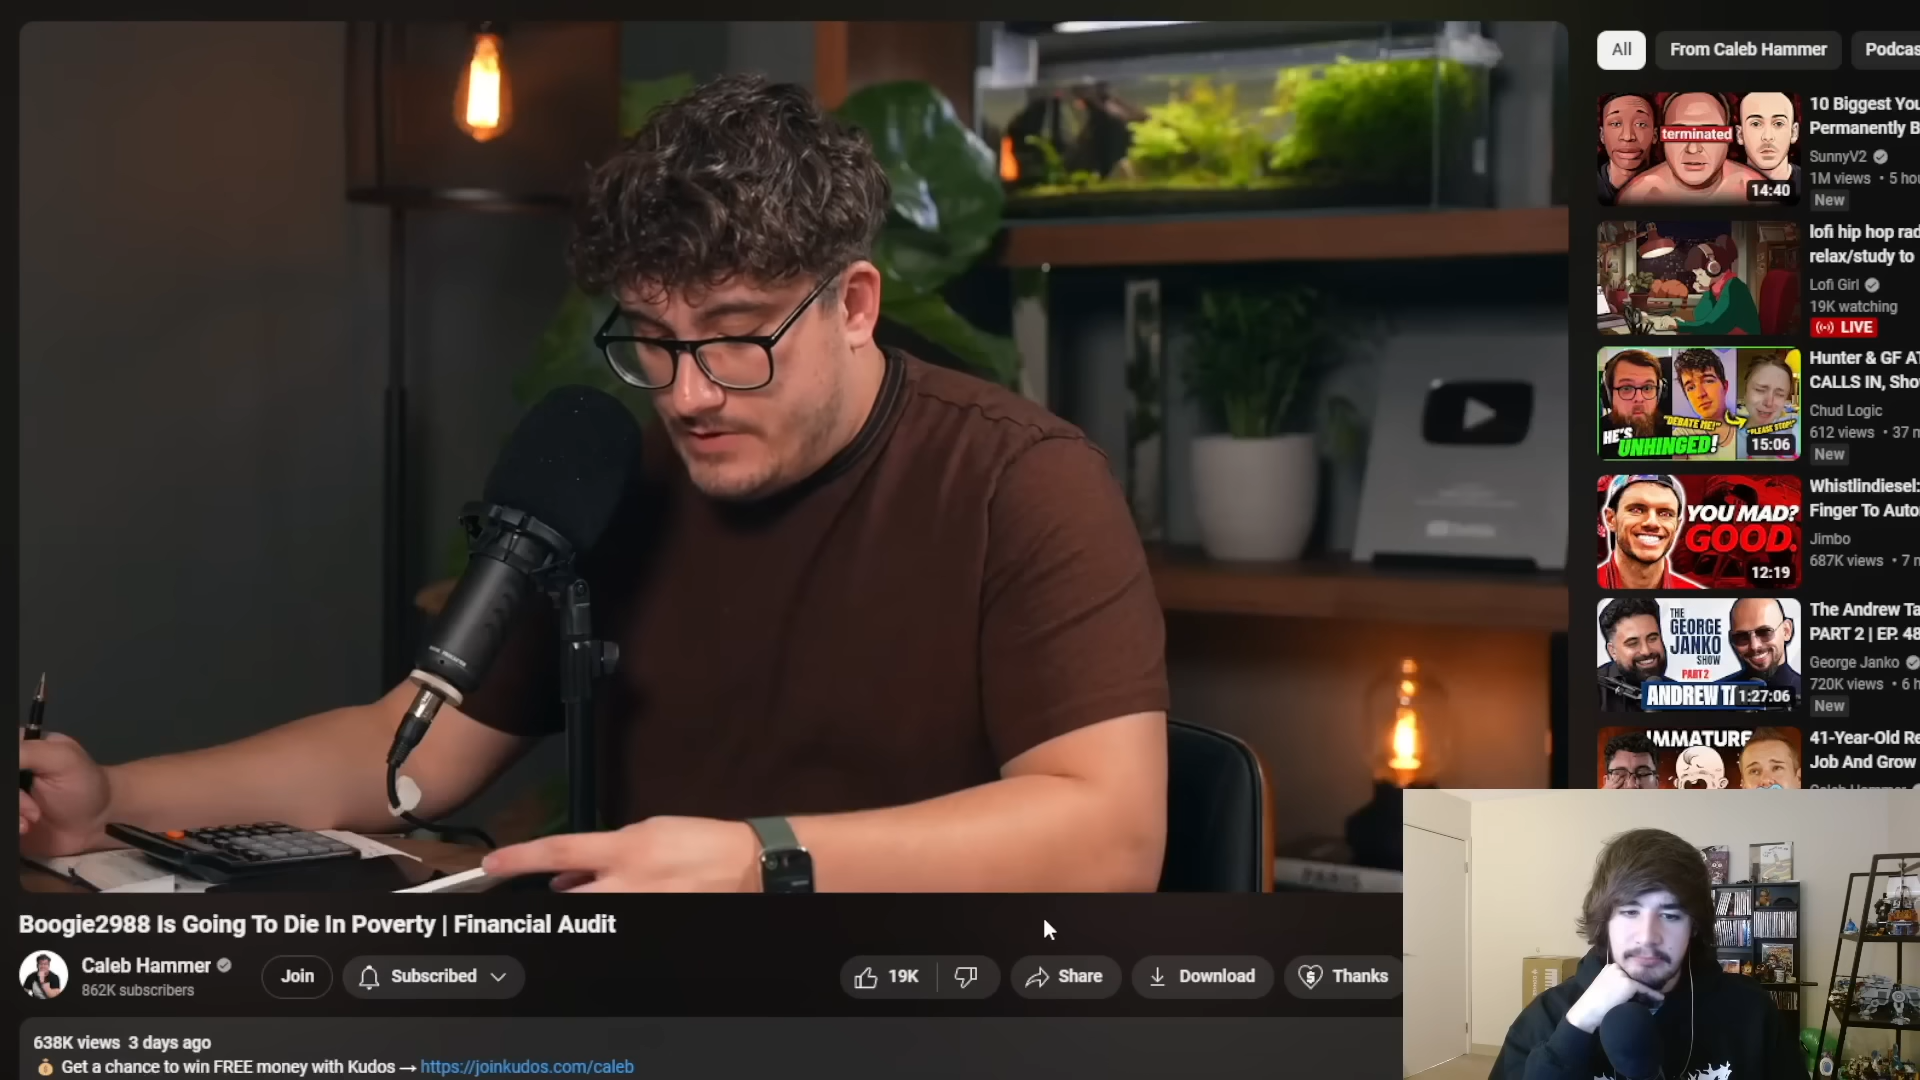 Boogie2988 Is Going To Die In Poverty | Financial Audit
Caleb Hammer
862K subscribers
Join
Subscribed
19K
Share
Download
Thanks
638K views 3 days ago
Get a chance to win FREE money with Kudos → https://joinkudos.com/caleb
All
From Caleb Hammer
Podcas
terminated
14:40
10 Biggest You
Permanently B
SunnyV2
1M views • 5 hou
New
lofi hip hop rad
relax/study to
Lofi Girl
19K watching
LIVE
HE'S
UNHINGED!
"DEBATE ME!"
"PLEASE STOP!"
15:06
Hunter & GF AT
CALLS IN, Sho
Chud Logic
612 views • 37 m
New
YOU MAD?
GOOD.
12:19
Whistlindiesel:
Finger To Auto
Jimbo
687K views • 7 m
THE
GEORGE
JANKO
SHOW
PART 2
ANDREW T
1:27:06
The Andrew Ta
PART 2 | EP. 48
George Janko
720K views • 6 h
New
IMMATURE
41-Year-Old Re
Job And Grow
Caleb Hammer